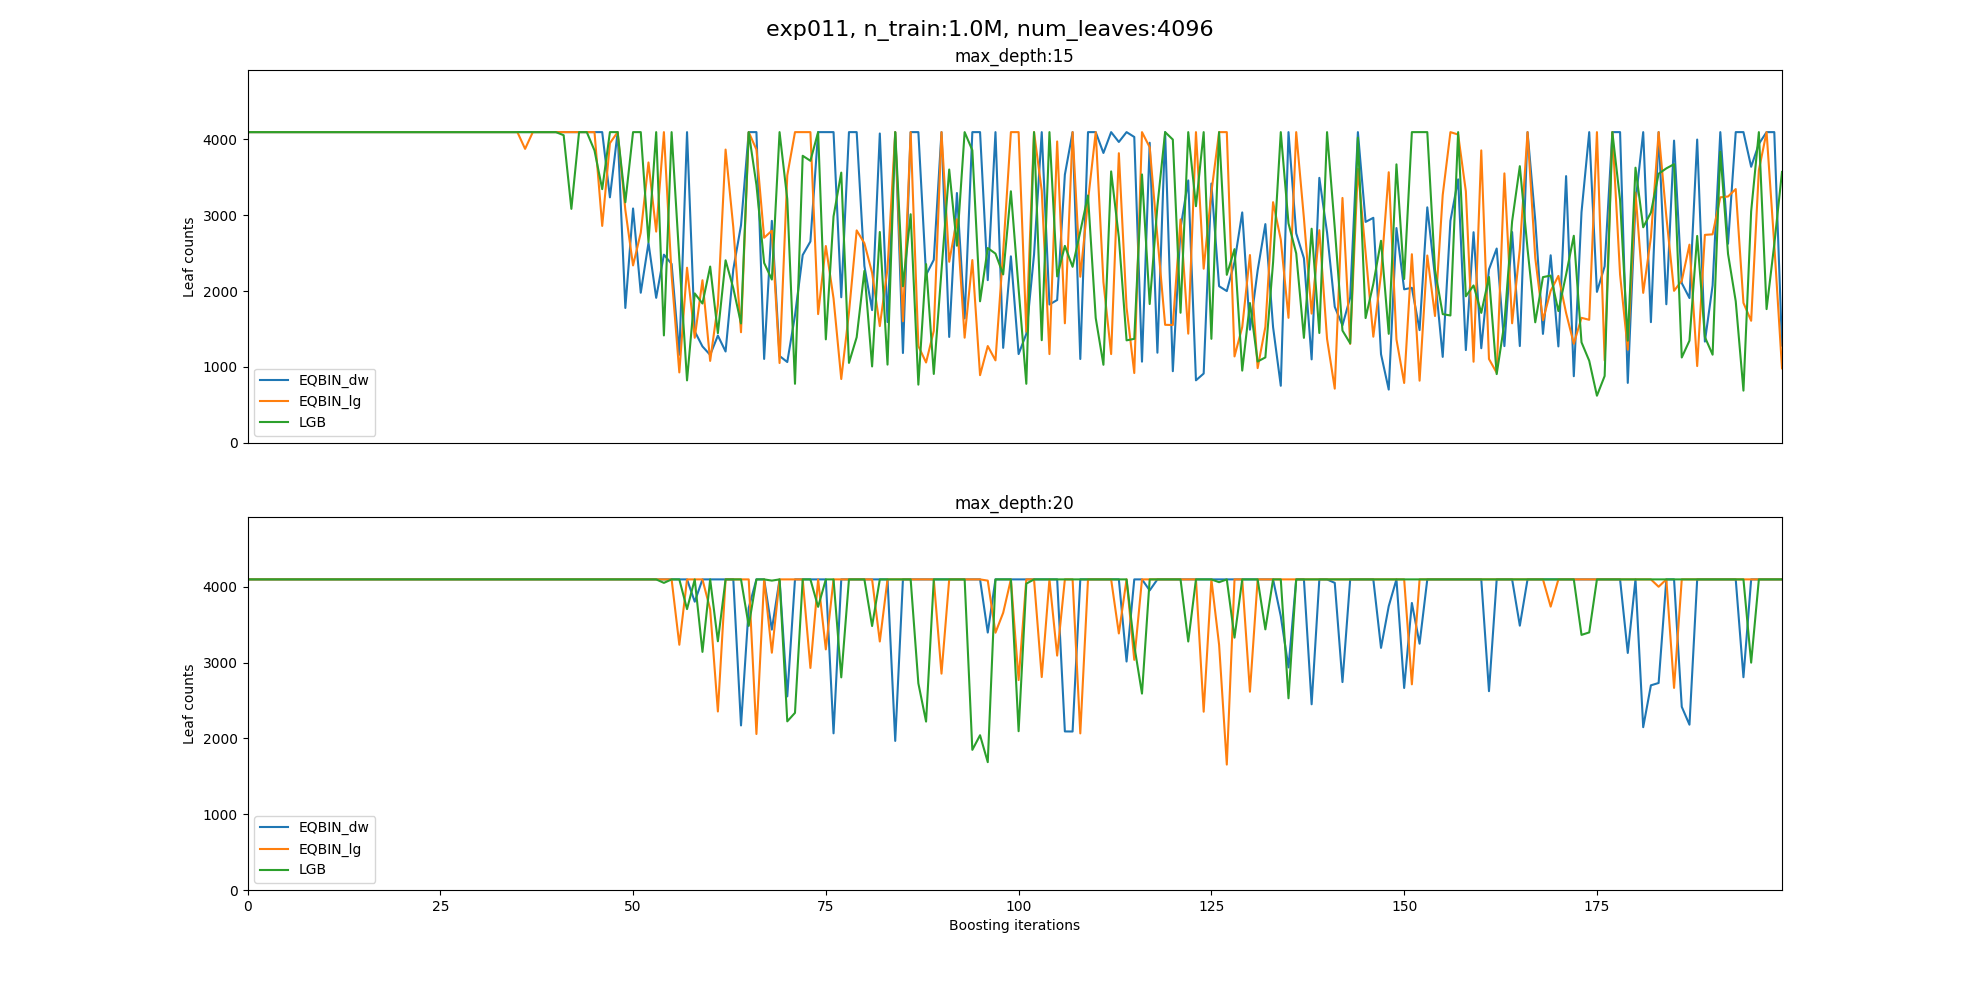 exp011, n_train:1.0M, num_leaves:4096
max_depth:15
Leaf counts
4000
3000
2000
1000
0
EQBIN_dw
EQBIN_lg
LGB
max_depth:20
Leaf counts
4000
3000
2000
1000
0
EQBIN_dw
EQBIN_lg
LGB
0 25 50 75 100 125 150 175
Boosting iterations